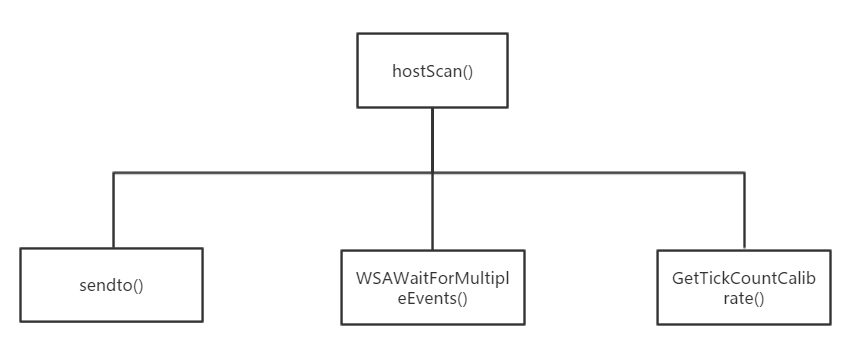 hostScan()
sendto()
WSAWaitForMultipl
eEvents()
GetTickCountCalib
rate()